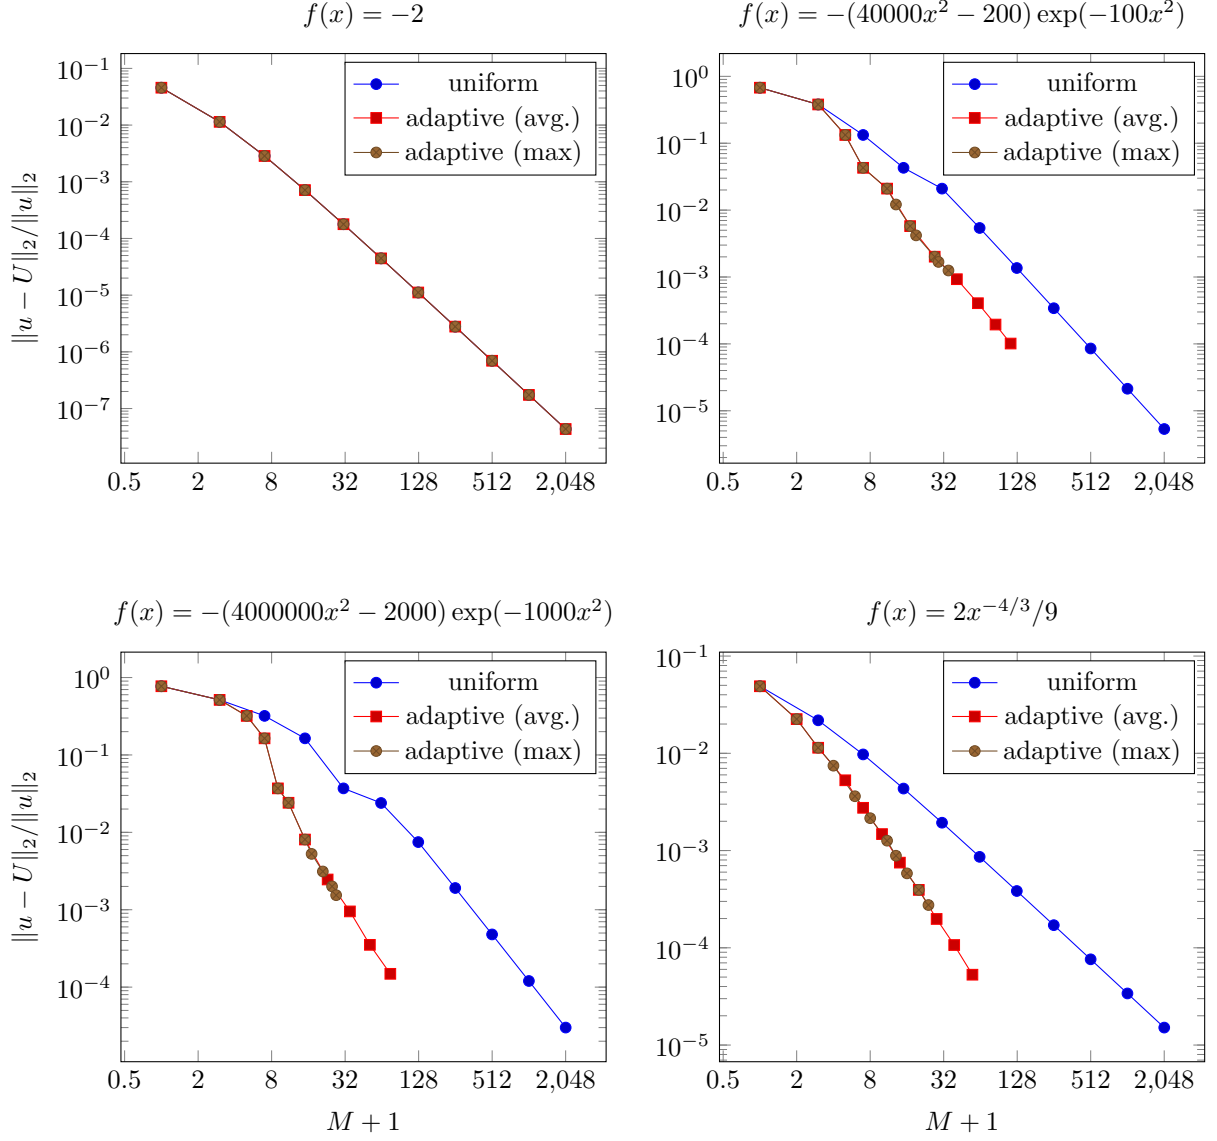 f(x) = −2
10⁻¹
10⁻²
10⁻³
10⁻⁴
10⁻⁵
10⁻⁶
10⁻⁷
‖u − U‖₂/‖u‖₂
uniform
adaptive (avg.)
adaptive (max)
0.5 2 8 32 128 512 2,048
f(x) = −(40000x² − 200) exp(−100x²)
10⁰
10⁻¹
10⁻²
10⁻³
10⁻⁴
10⁻⁵
uniform
adaptive (avg.)
adaptive (max)
0.5 2 8 32 128 512 2,048
f(x) = −(4000000x² − 2000) exp(−1000x²)
10⁰
10⁻¹
10⁻²
10⁻³
10⁻⁴
‖u − U‖₂/‖u‖₂
uniform
adaptive (avg.)
adaptive (max)
0.5 2 8 32 128 512 2,048
M + 1
f(x) = 2x⁻⁴ᐟ³/9
10⁻¹
10⁻²
10⁻³
10⁻⁴
10⁻⁵
uniform
adaptive (avg.)
adaptive (max)
0.5 2 8 32 128 512 2,048
M + 1